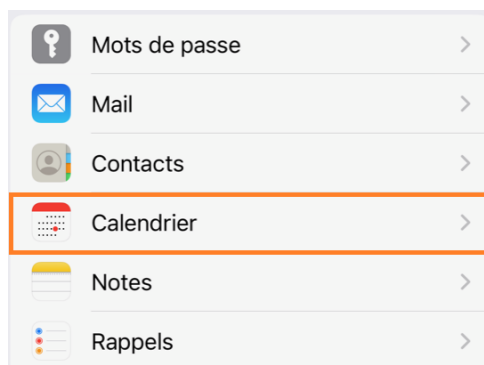 Mots de passe
Mail
Contacts
Calendrier
Notes
Rappels